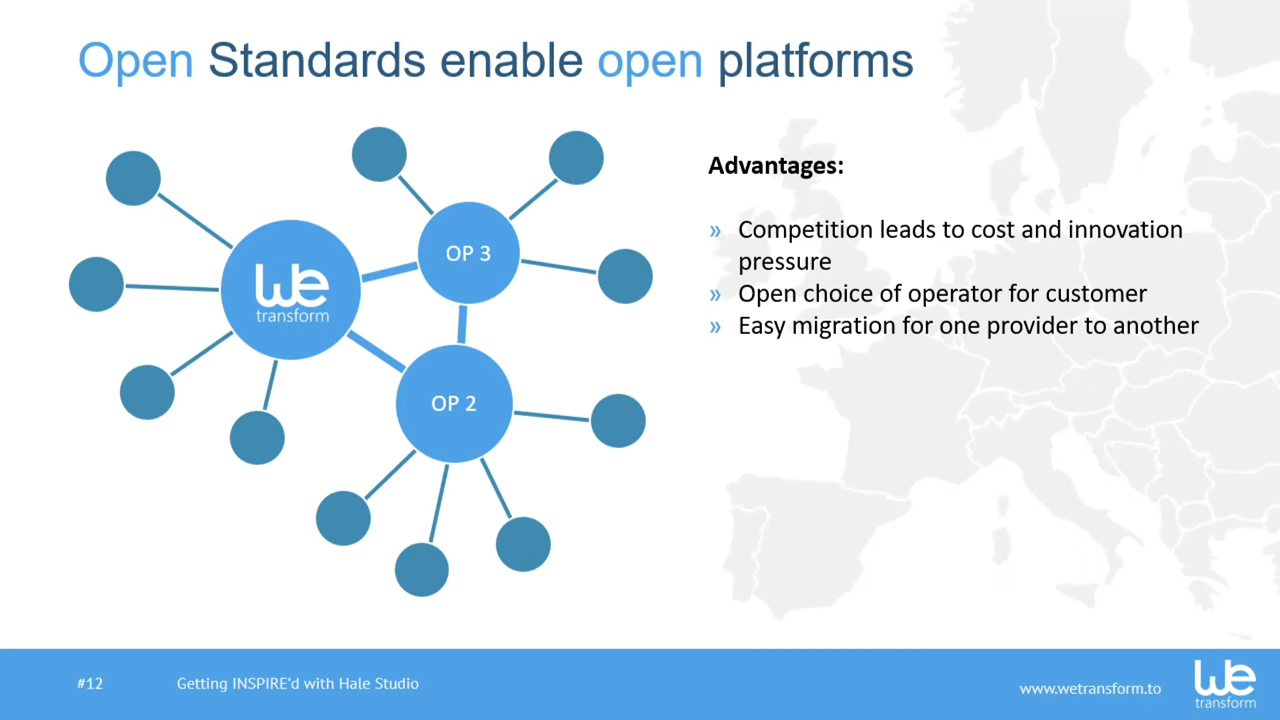 Open Standards enable open platforms
we
transform
OP 3
OP 2
Advantages:
» Competition leads to cost and innovation
pressure
» Open choice of operator for customer
» Easy migration for one provider to another
#12
Getting INSPIRE'd with Hale Studio
www.wetransform.to
we
transform